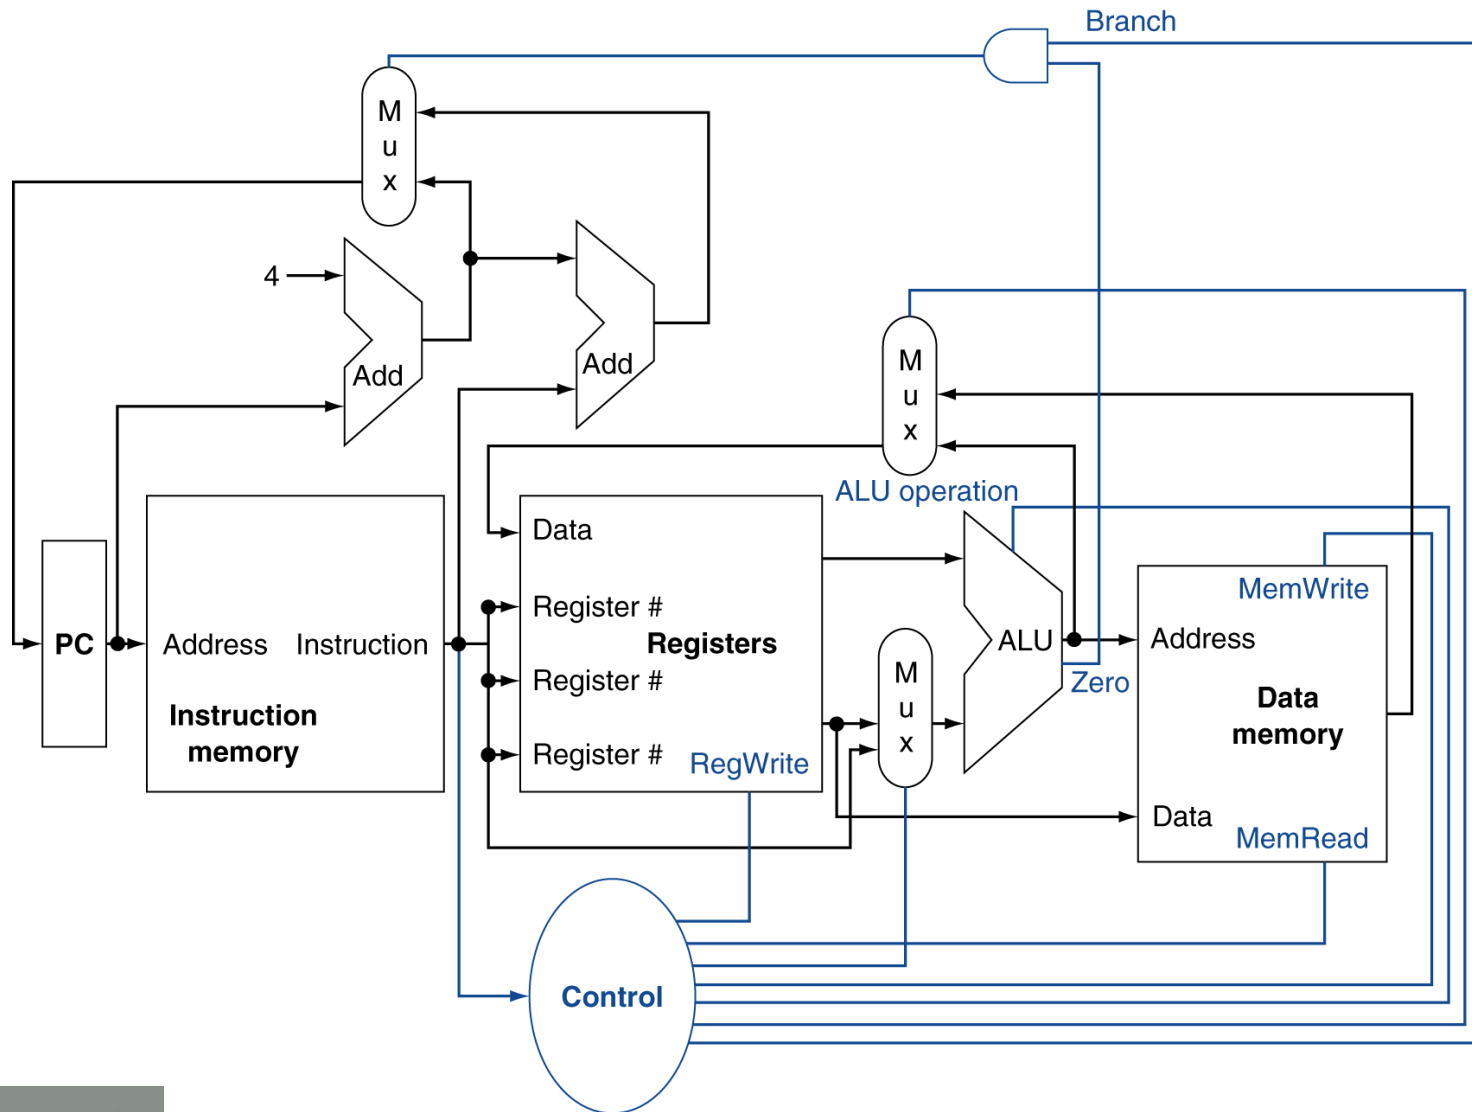 Branch
M
u
x
4
Add
Add
M
u
x
ALU operation
Data
Register #
Registers
Register #
Register #
RegWrite
PC
Address
Instruction
Instruction
memory
M
u
x
ALU
Zero
MemWrite
Address
Data
memory
Data
MemRead
Control